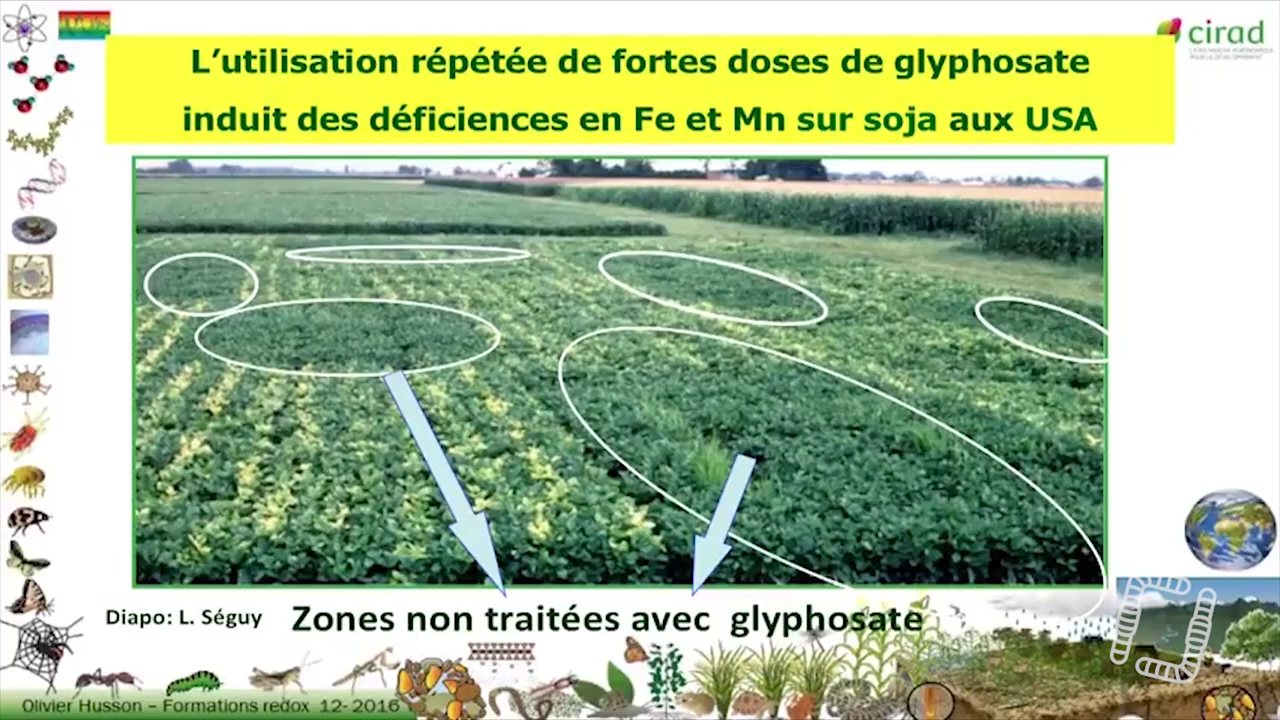 cirad
L'utilisation répétée de fortes doses de glyphosate
induit des déficiences en Fe et Mn sur soja aux USA
Diapo: L. Séguy
Zones non traitées avec glyphosate
Olivier Husson – Formations redox 12- 2016